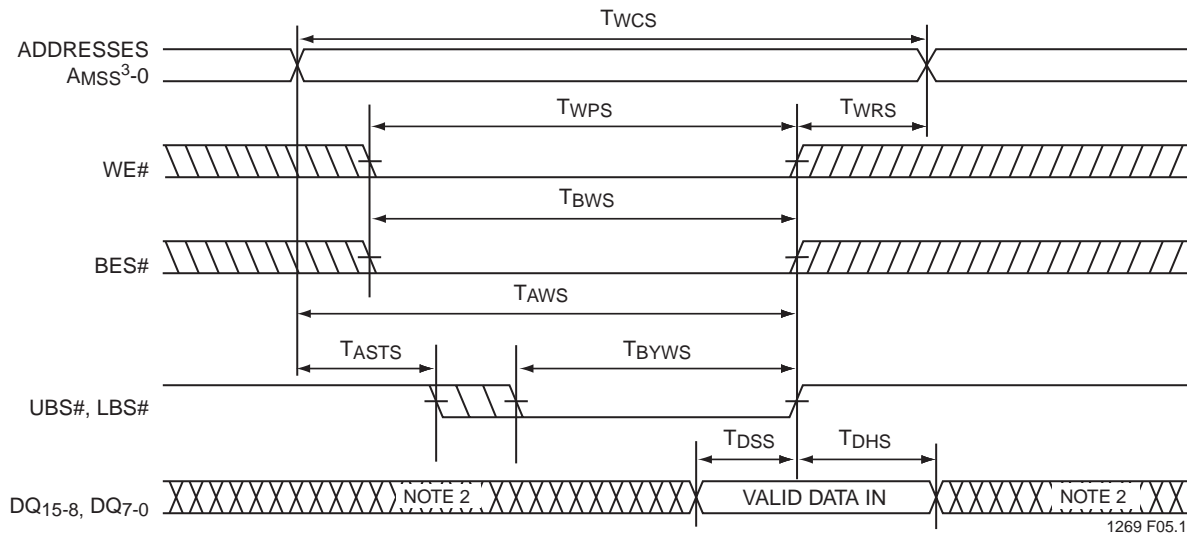 TWCS
ADDRESSES
AMSS3-0
TWPS
TWRS
WE#
TBWS
BES#
TAWS
TASTS
TBYWS
UBS#, LBS#
TDSS
TDHS
DQ15-8, DQ7-0
NOTE 2
VALID DATA IN
NOTE 2
1269 F05.1